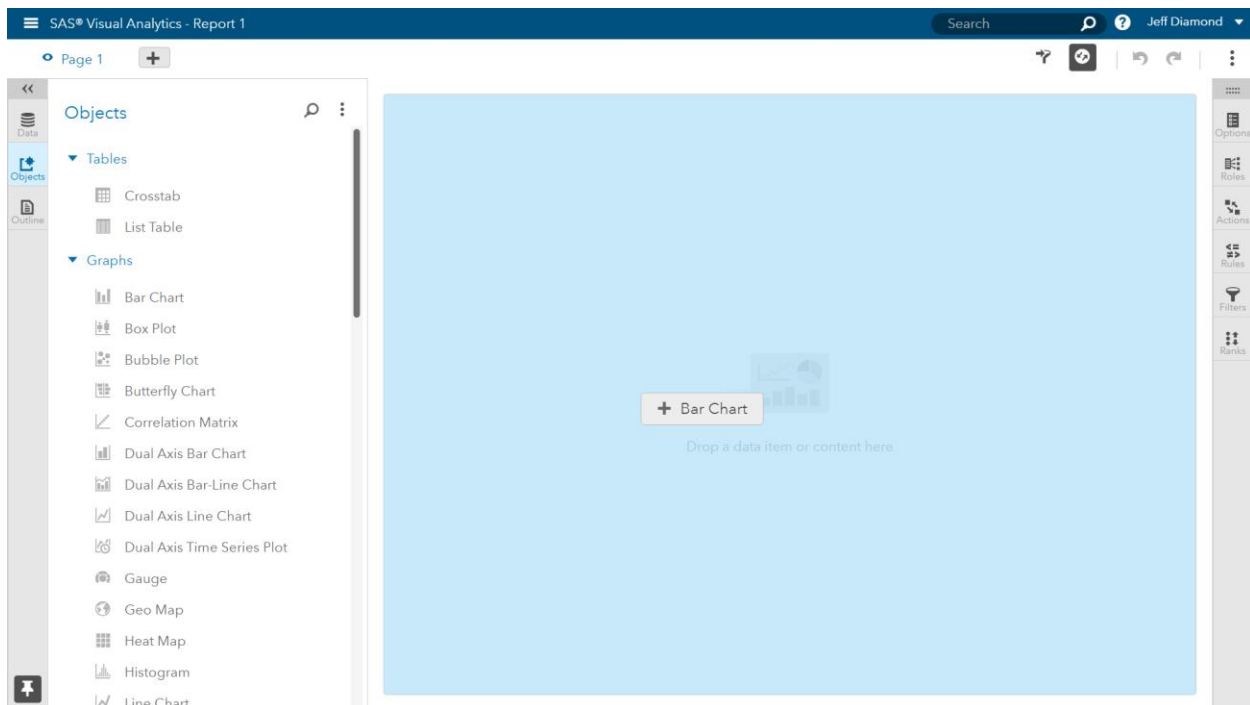 SAS® Visual Analytics - Report 1
Search
Jeff Diamond
Page 1
Data
Objects
Outline
Objects
Tables
Crosstab
List Table
Graphs
Bar Chart
Box Plot
Bubble Plot
Butterfly Chart
Correlation Matrix
Dual Axis Bar Chart
Dual Axis Bar-Line Chart
Dual Axis Line Chart
Dual Axis Time Series Plot
Gauge
Geo Map
Heat Map
Histogram
Line Chart
+ Bar Chart
Drop a data item or content here
Options
Roles
Actions
Rules
Filters
Ranks